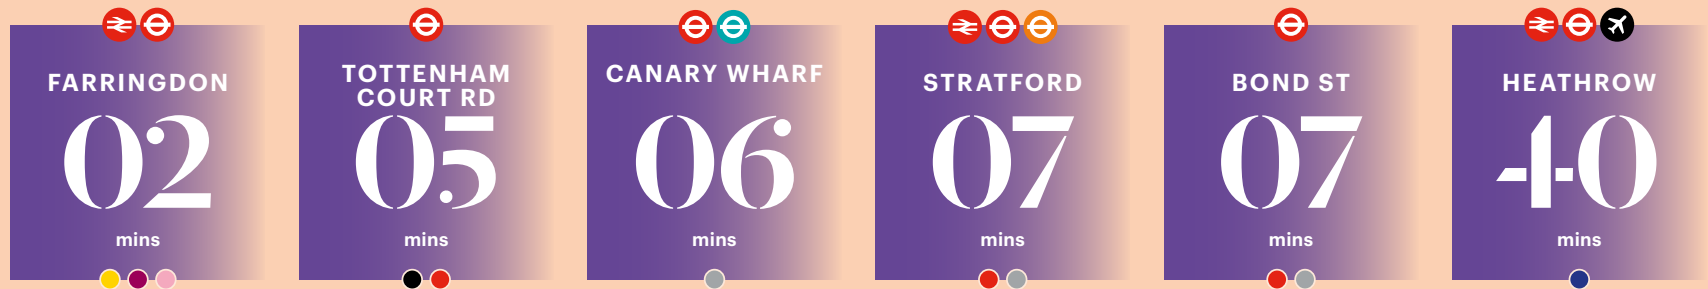 FARRINGDON
02
mins
TOTTENHAM
COURT RD
05
mins
CANARY WHARF
06
mins
STRATFORD
07
mins
BOND ST
07
mins
HEATHROW
40
mins